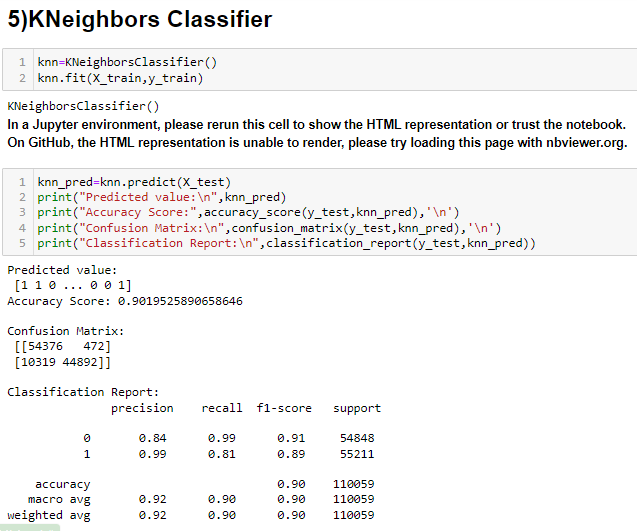 5)KNeighbors Classifier
1 knn=KNeighborsClassifier()
2 knn.fit(X_train,y_train)
KNeighborsClassifier()
In a Jupyter environment, please rerun this cell to show the HTML representation or trust the notebook.
On GitHub, the HTML representation is unable to render, please try loading this page with nbviewer.org.
1 knn_pred=knn.predict(X_test)
2 print("Predicted value:\n",knn_pred)
3 print("Accuracy Score:",accuracy_score(y_test,knn_pred),'\n')
4 print("Confusion Matrix:\n",confusion_matrix(y_test,knn_pred),'\n')
5 print("Classification Report:\n",classification_report(y_test,knn_pred))
Predicted value:
[1 1 0 ... 0 0 1]
Accuracy Score: 0.9019525890658646
Confusion Matrix:
[[54376   472]
[10319 44892]]
Classification Report:
precision    recall  f1-score   support
0       0.84      0.99      0.91     54848
1       0.99      0.81      0.89     55211
accuracy                           0.90    110059
macro avg       0.92      0.90      0.90    110059
weighted avg       0.92      0.90      0.90    110059